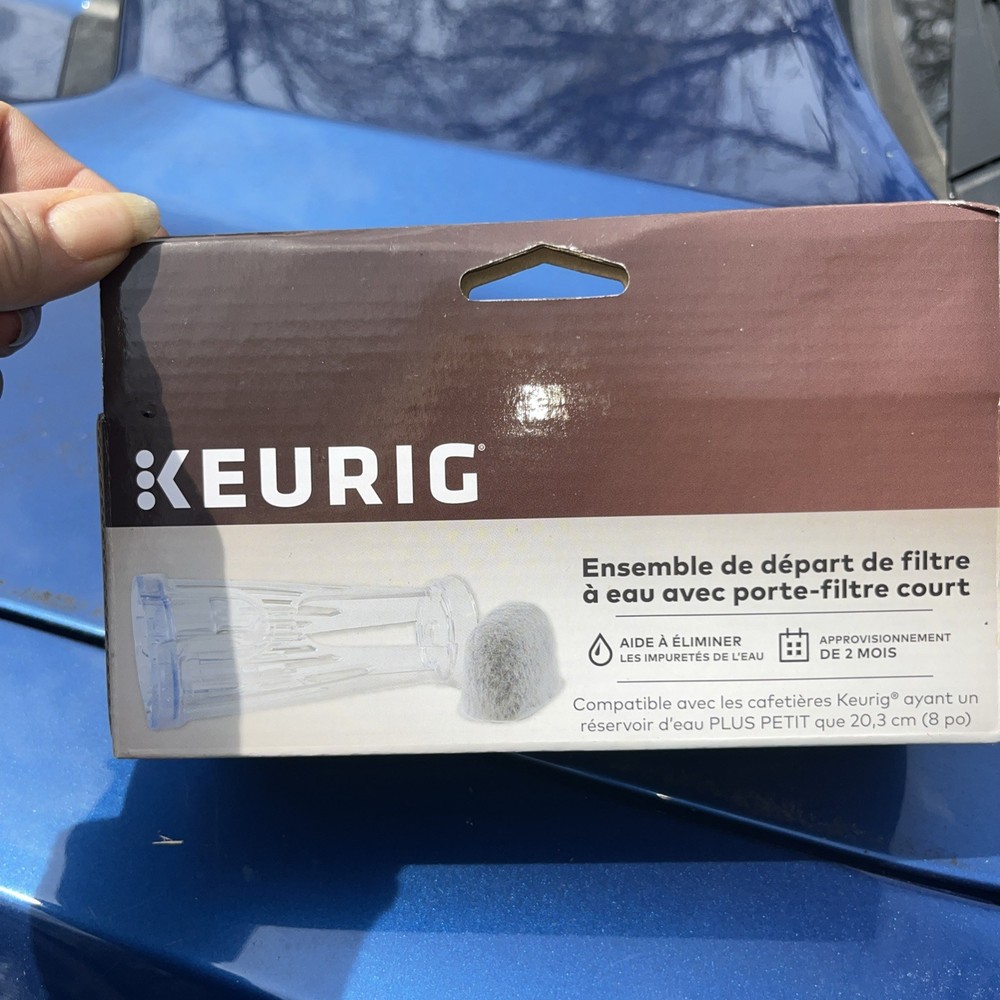 KEURIG®
Ensemble de départ de filtre
à eau avec porte-filtre court
AIDE À ÉLIMINER
LES IMPURETÉS DE L'EAU
APPROVISIONNEMENT
DE 2 MOIS
Compatible avec les cafetières Keurig® ayant un
réservoir d'eau PLUS PETIT que 20,3 cm (8 po)